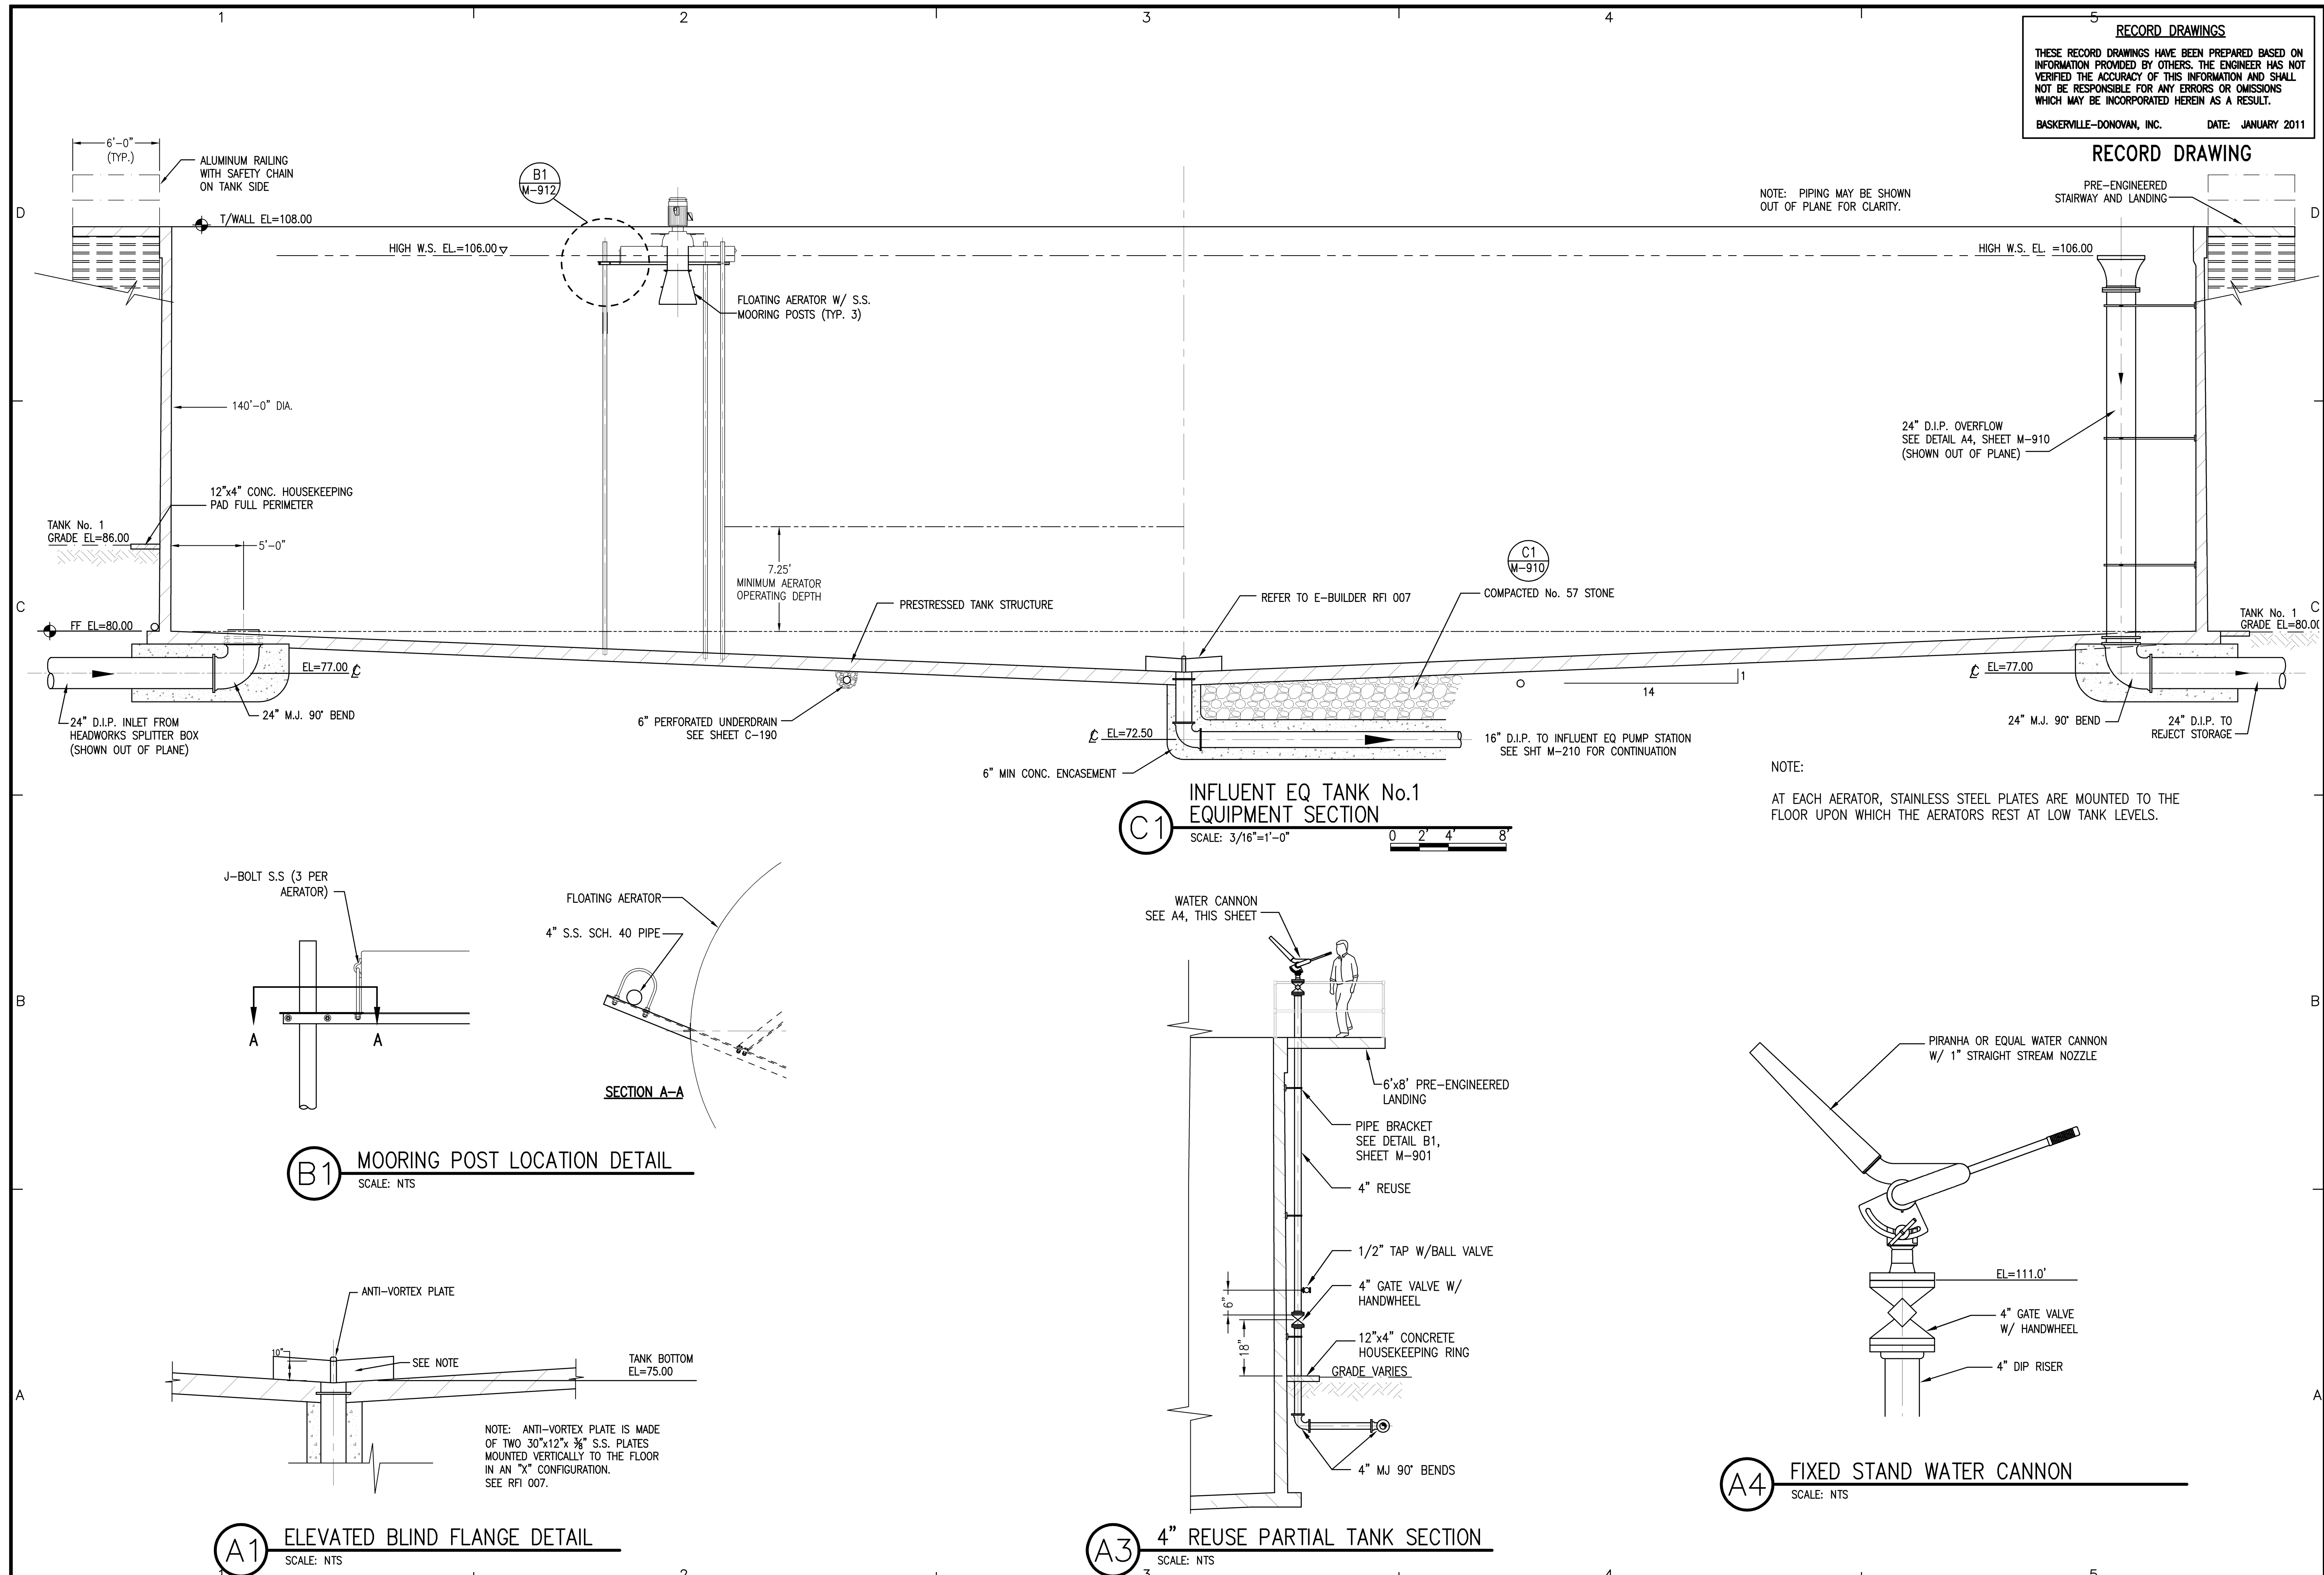 1 2 3 4 5
RECORD DRAWINGS
THESE RECORD DRAWINGS HAVE BEEN PREPARED BASED ON
INFORMATION PROVIDED BY OTHERS. THE ENGINEER HAS NOT
VERIFIED THE ACCURACY OF THIS INFORMATION AND SHALL
NOT BE RESPONSIBLE FOR ANY ERRORS OR OMISSIONS
WHICH MAY BE INCORPORATED HEREIN AS A RESULT.
BASKERVILLE-DONOVAN, INC. DATE: JANUARY 2011
RECORD DRAWING
6'-0"
(TYP.)
ALUMINUM RAILING
WITH SAFETY CHAIN
ON TANK SIDE
B1
M-912
NOTE: PIPING MAY BE SHOWN
OUT OF PLANE FOR CLARITY.
PRE-ENGINEERED
STAIRWAY AND LANDING
D
D
T/WALL EL=108.00
HIGH W.S. EL.=106.00
HIGH W.S. EL. =106.00
FLOATING AERATOR W/ S.S.
MOORING POSTS (TYP. 3)
140'-0" DIA.
24" D.I.P. OVERFLOW
SEE DETAIL A4, SHEET M-910
(SHOWN OUT OF PLANE)
12"x4" CONC. HOUSEKEEPING
PAD FULL PERIMETER
TANK No. 1
GRADE EL=86.00
5'-0"
7.25'
MINIMUM AERATOR
OPERATING DEPTH
PRESTRESSED TANK STRUCTURE
REFER TO E-BUILDER RFI 007
C1
M-910
COMPACTED No. 57 STONE
C
C
FF EL=80.00
TANK No. 1
GRADE EL=80.00
EL=77.00
24" D.I.P. INLET FROM
HEADWORKS SPLITTER BOX
(SHOWN OUT OF PLANE)
24" M.J. 90° BEND
6" PERFORATED UNDERDRAIN
SEE SHEET C-190
EL=72.50
6" MIN CONC. ENCASEMENT
16" D.I.P. TO INFLUENT EQ PUMP STATION
SEE SHT M-210 FOR CONTINUATION
14
1
EL=77.00
24" M.J. 90° BEND
24" D.I.P. TO
REJECT STORAGE
NOTE:
AT EACH AERATOR, STAINLESS STEEL PLATES ARE MOUNTED TO THE
FLOOR UPON WHICH THE AERATORS REST AT LOW TANK LEVELS.
C1
INFLUENT EQ TANK No.1
EQUIPMENT SECTION
SCALE: 3/16"=1'-0"
0 2' 4' 8'
J-BOLT S.S (3 PER
AERATOR)
FLOATING AERATOR
4" S.S. SCH. 40 PIPE
A A
SECTION A-A
B1
MOORING POST LOCATION DETAIL
SCALE: NTS
B
B
WATER CANNON
SEE A4, THIS SHEET
6'x8' PRE-ENGINEERED
LANDING
PIPE BRACKET
SEE DETAIL B1,
SHEET M-901
4" REUSE
1/2" TAP W/BALL VALVE
4" GATE VALVE W/
HANDWHEEL
6"
18"
12"x4" CONCRETE
HOUSEKEEPING RING
GRADE VARIES
4" MJ 90° BENDS
PIRANHA OR EQUAL WATER CANNON
W/ 1" STRAIGHT STREAM NOZZLE
EL=111.0'
4" GATE VALVE
W/ HANDWHEEL
4" DIP RISER
ANTI-VORTEX PLATE
10"
SEE NOTE
TANK BOTTOM
EL=75.00
A
A
NOTE: ANTI-VORTEX PLATE IS MADE
OF TWO 30"x12"x 3/8" S.S. PLATES
MOUNTED VERTICALLY TO THE FLOOR
IN AN "X" CONFIGURATION.
SEE RFI 007.
A1
ELEVATED BLIND FLANGE DETAIL
SCALE: NTS
A3
4" REUSE PARTIAL TANK SECTION
SCALE: NTS
A4
FIXED STAND WATER CANNON
SCALE: NTS
1 2 3 4 5